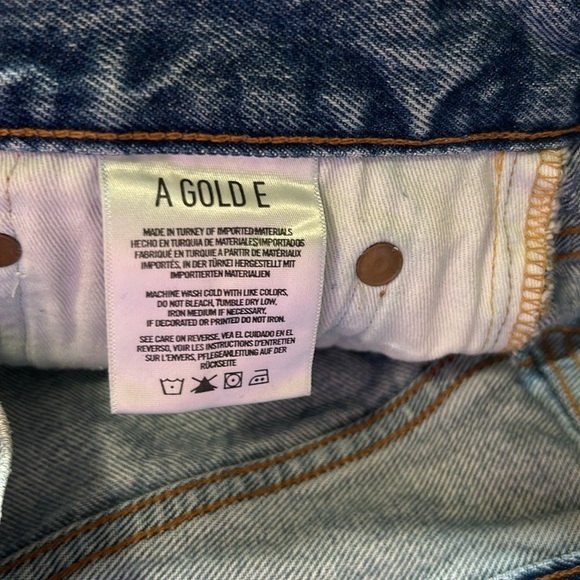 A GOLD E
MADE IN TURKEY OF IMPORTED MATERIALS
HECHO EN TURQUIA DE MATERIALES IMPORTADOS
FABRIQUÉ EN TURQUIE A PARTIR DE MATÉRIAUX
IMPORTÉS, IN DER TÜRKEI HERGESTELLT MIT
IMPORTIERTEN MATERIALIEN
MACHINE WASH COLD WITH LIKE COLORS,
DO NOT BLEACH, TUMBLE DRY LOW,
IRON MEDIUM IF NECESSARY,
IF DECORATED OR PRINTED DO NOT IRON.
SEE CARE ON REVERSE, VEA EL CUIDADO EN EL
REVERSO, VOIR LES INSTRUCTIONS D'ENTRETIEN
SUR L'ENVERS, PFLEGEANLEITUNG AUF DER
RÜCKSEITE